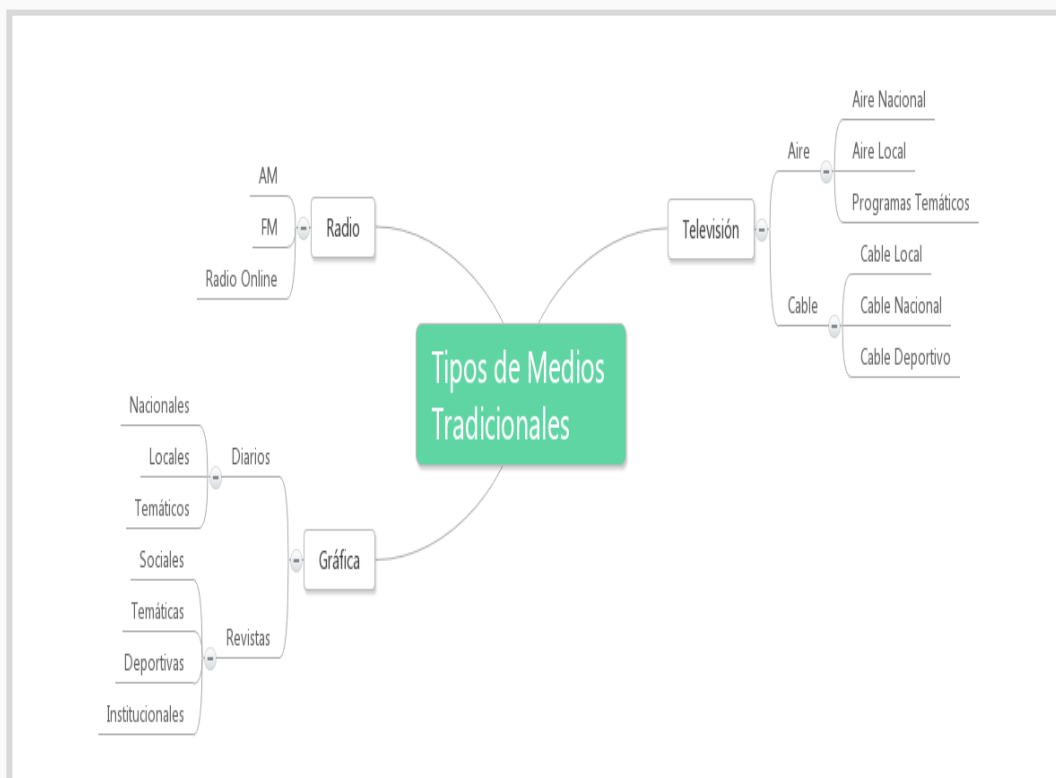 Tipos de Medios
Tradicionales
Radio
AM
FM
Radio Online
Televisión
Aire
Aire Nacional
Aire Local
Programas Temáticos
Cable
Cable Local
Cable Nacional
Cable Deportivo
Gráfica
Diarios
Nacionales
Locales
Temáticos
Revistas
Sociales
Temáticas
Deportivas
Institucionales